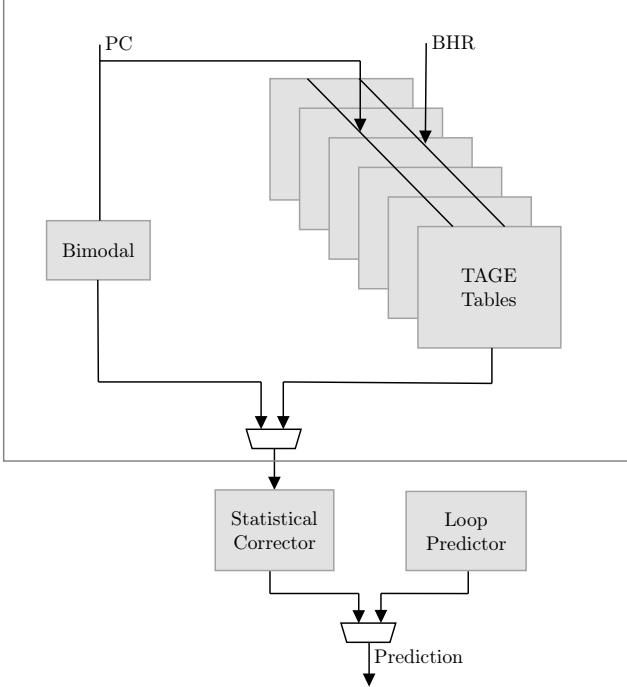 PC
BHR
Bimodal
TAGE
Tables
Statistical
Corrector
Loop
Predictor
Prediction